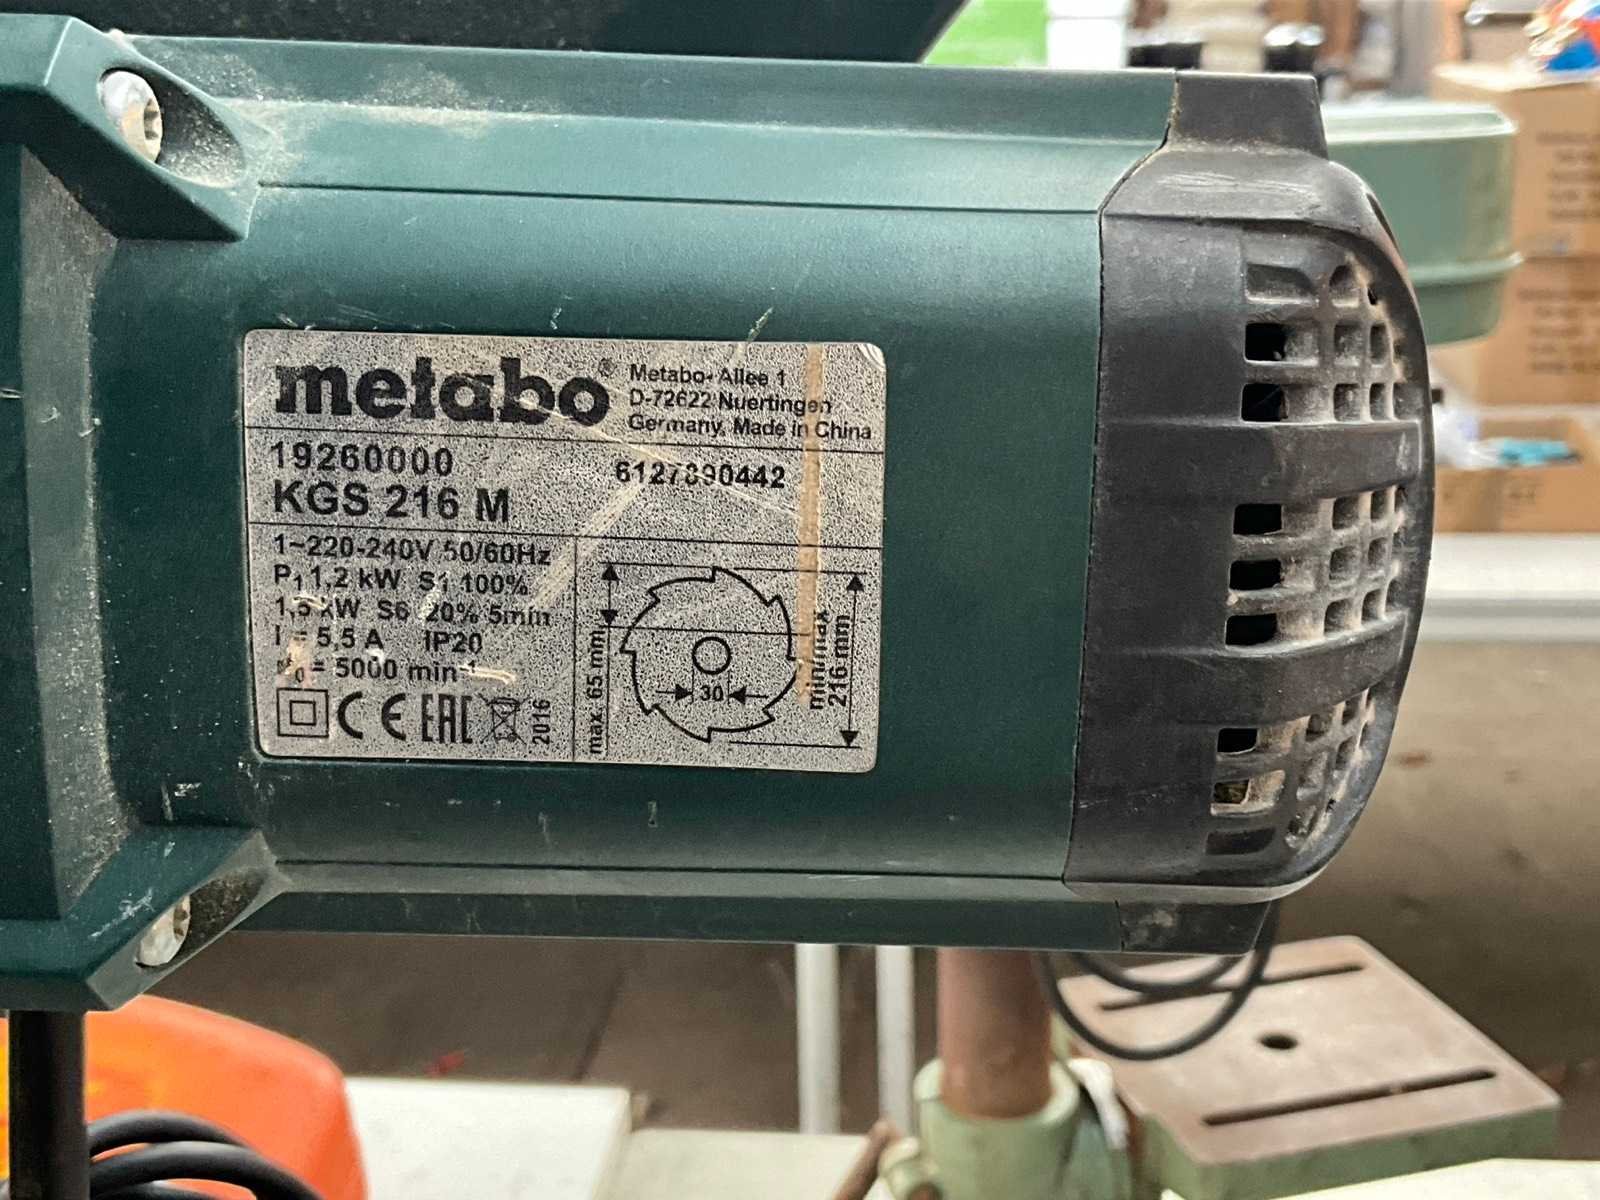 metabo®
Metabo-Allee 1
D-72622 Nuertingen
Germany, Made in China
19260000
6127890442
KGS 216 M
1~220-240V 50/60Hz
P1 1,2 kW S1 100%
1,5 kW S6 20% 5min
I = 5,5 A IP20
n0 = 5000 min-1
CE EAC 2016
max. 65 mm
30
216 mm